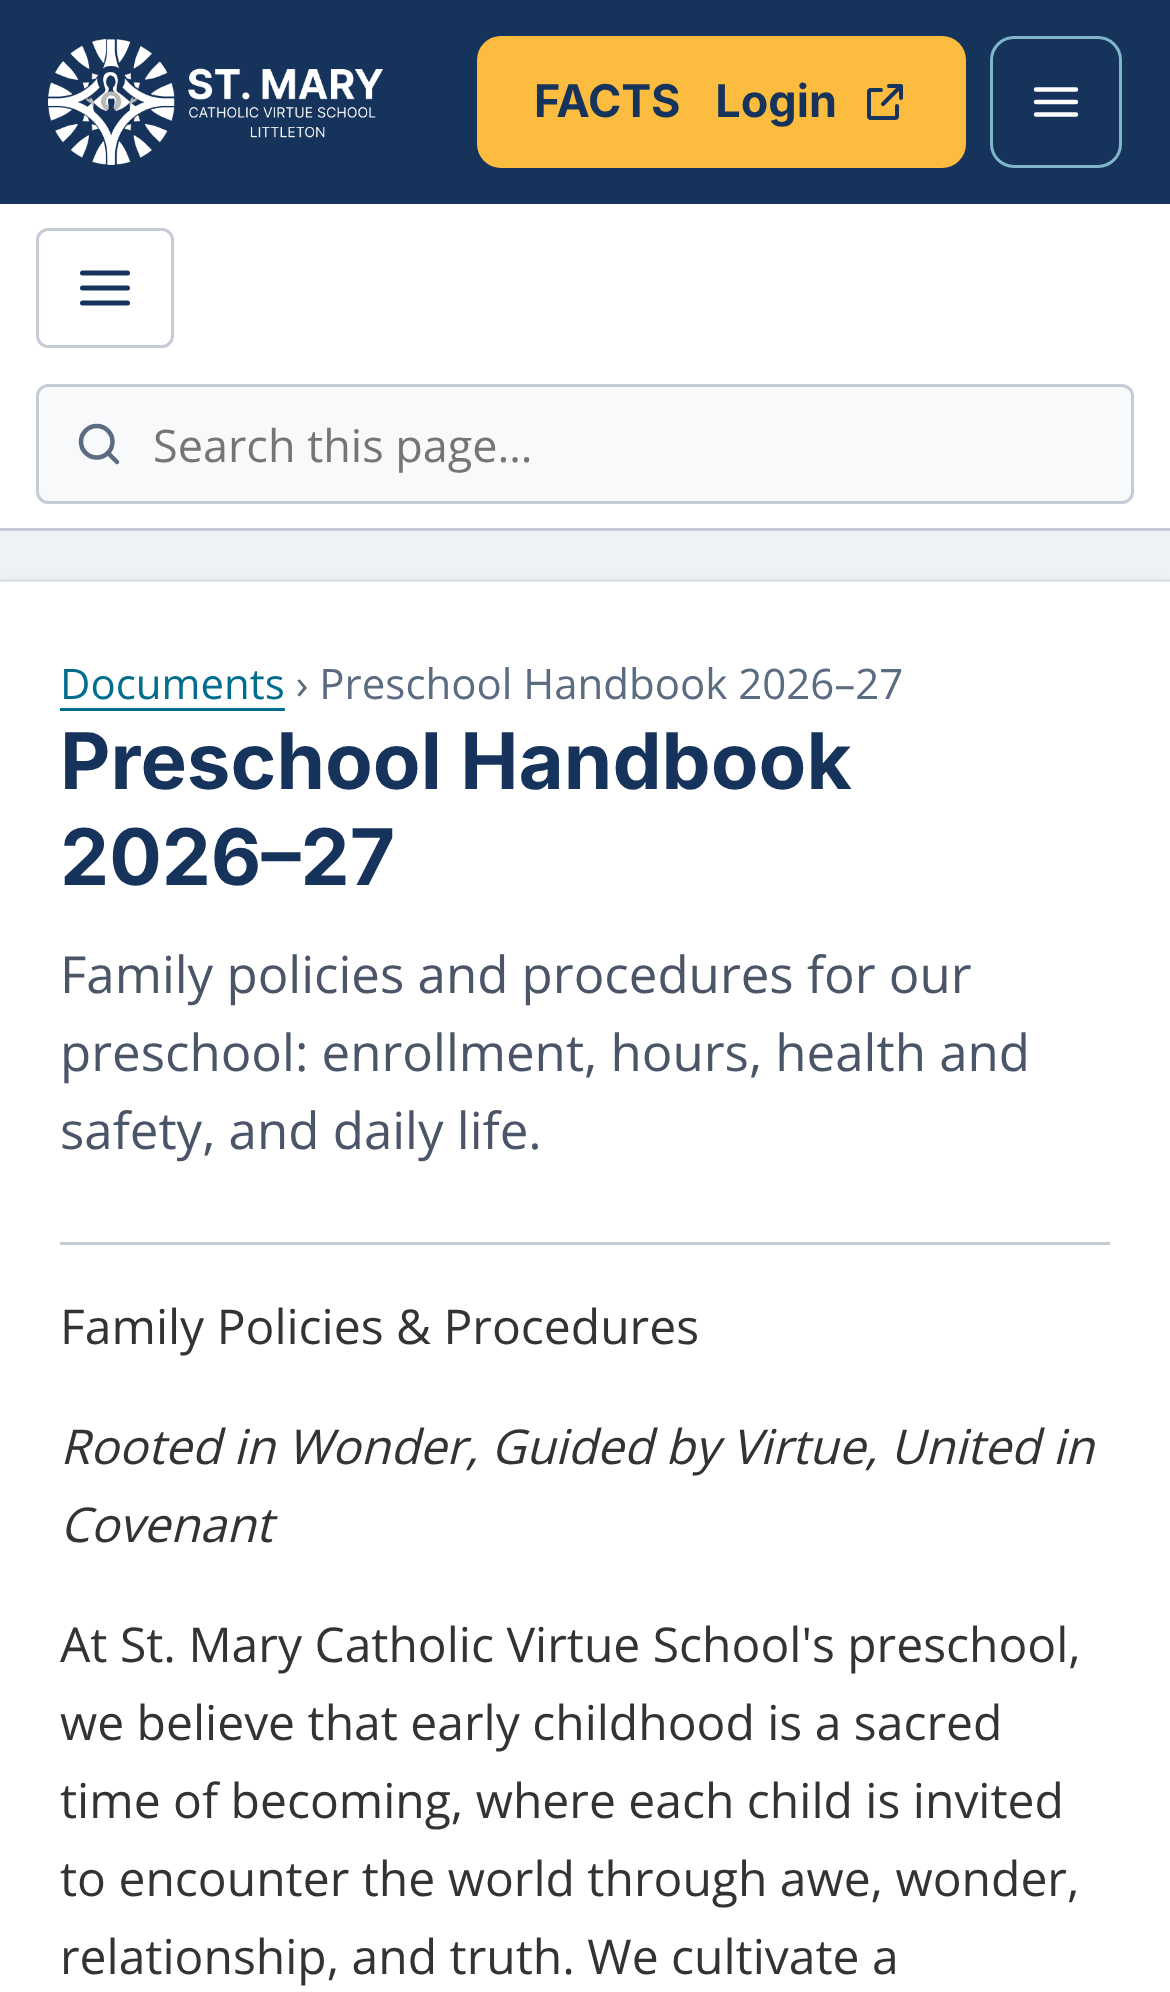 ST. MARY
CATHOLIC VIRTUE SCHOOL
LITTLETON
FACTS Login
Search this page...
Documents › Preschool Handbook 2026–27
Preschool Handbook
2026–27
Family policies and procedures for our
preschool: enrollment, hours, health and
safety, and daily life.
Family Policies & Procedures
Rooted in Wonder, Guided by Virtue, United in
Covenant
At St. Mary Catholic Virtue School's preschool,
we believe that early childhood is a sacred
time of becoming, where each child is invited
to encounter the world through awe, wonder,
relationship, and truth. We cultivate a